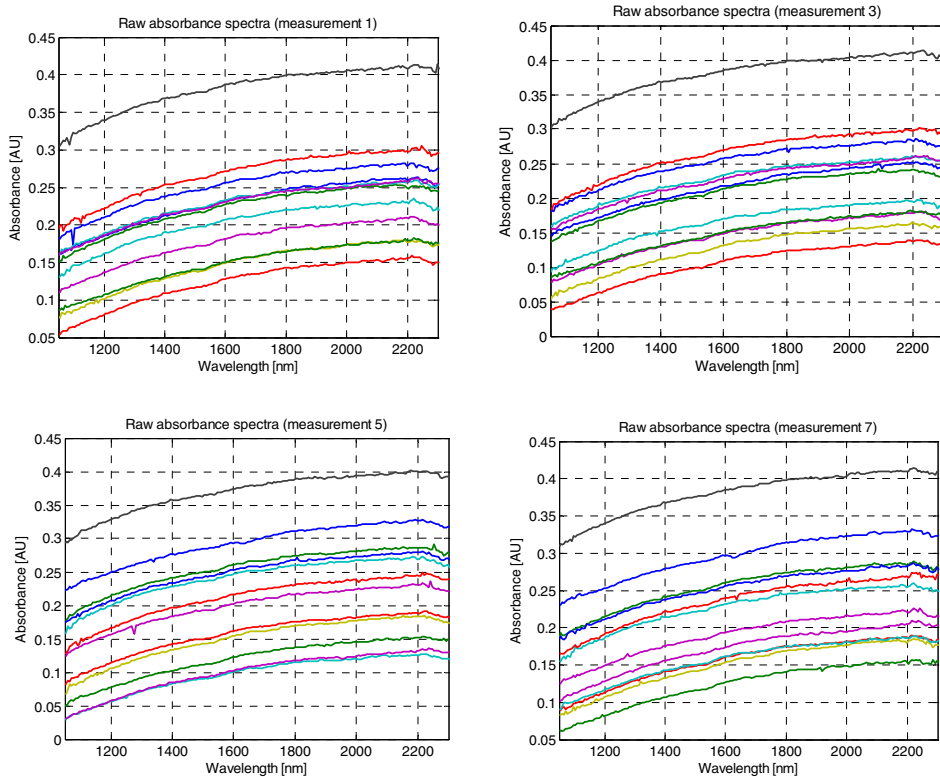 Raw absorbance spectra (measurement 1)
0.45
0.4
0.35
0.3
0.25
0.2
0.15
0.1
0.05
Absorbance [AU]
1200 1400 1600 1800 2000 2200
Wavelength [nm]
Raw absorbance spectra (measurement 3)
0.45
0.4
0.35
0.3
0.25
0.2
0.15
0.1
0.05
0
Absorbance [AU]
1200 1400 1600 1800 2000 2200
Wavelength [nm]
Raw absorbance spectra (measurement 5)
0.45
0.4
0.35
0.3
0.25
0.2
0.15
0.1
0.05
0
Absorbance [AU]
1200 1400 1600 1800 2000 2200
Wavelength [nm]
Raw absorbance spectra (measurement 7)
0.45
0.4
0.35
0.3
0.25
0.2
0.15
0.1
0.05
Absorbance [AU]
1200 1400 1600 1800 2000 2200
Wavelength [nm]